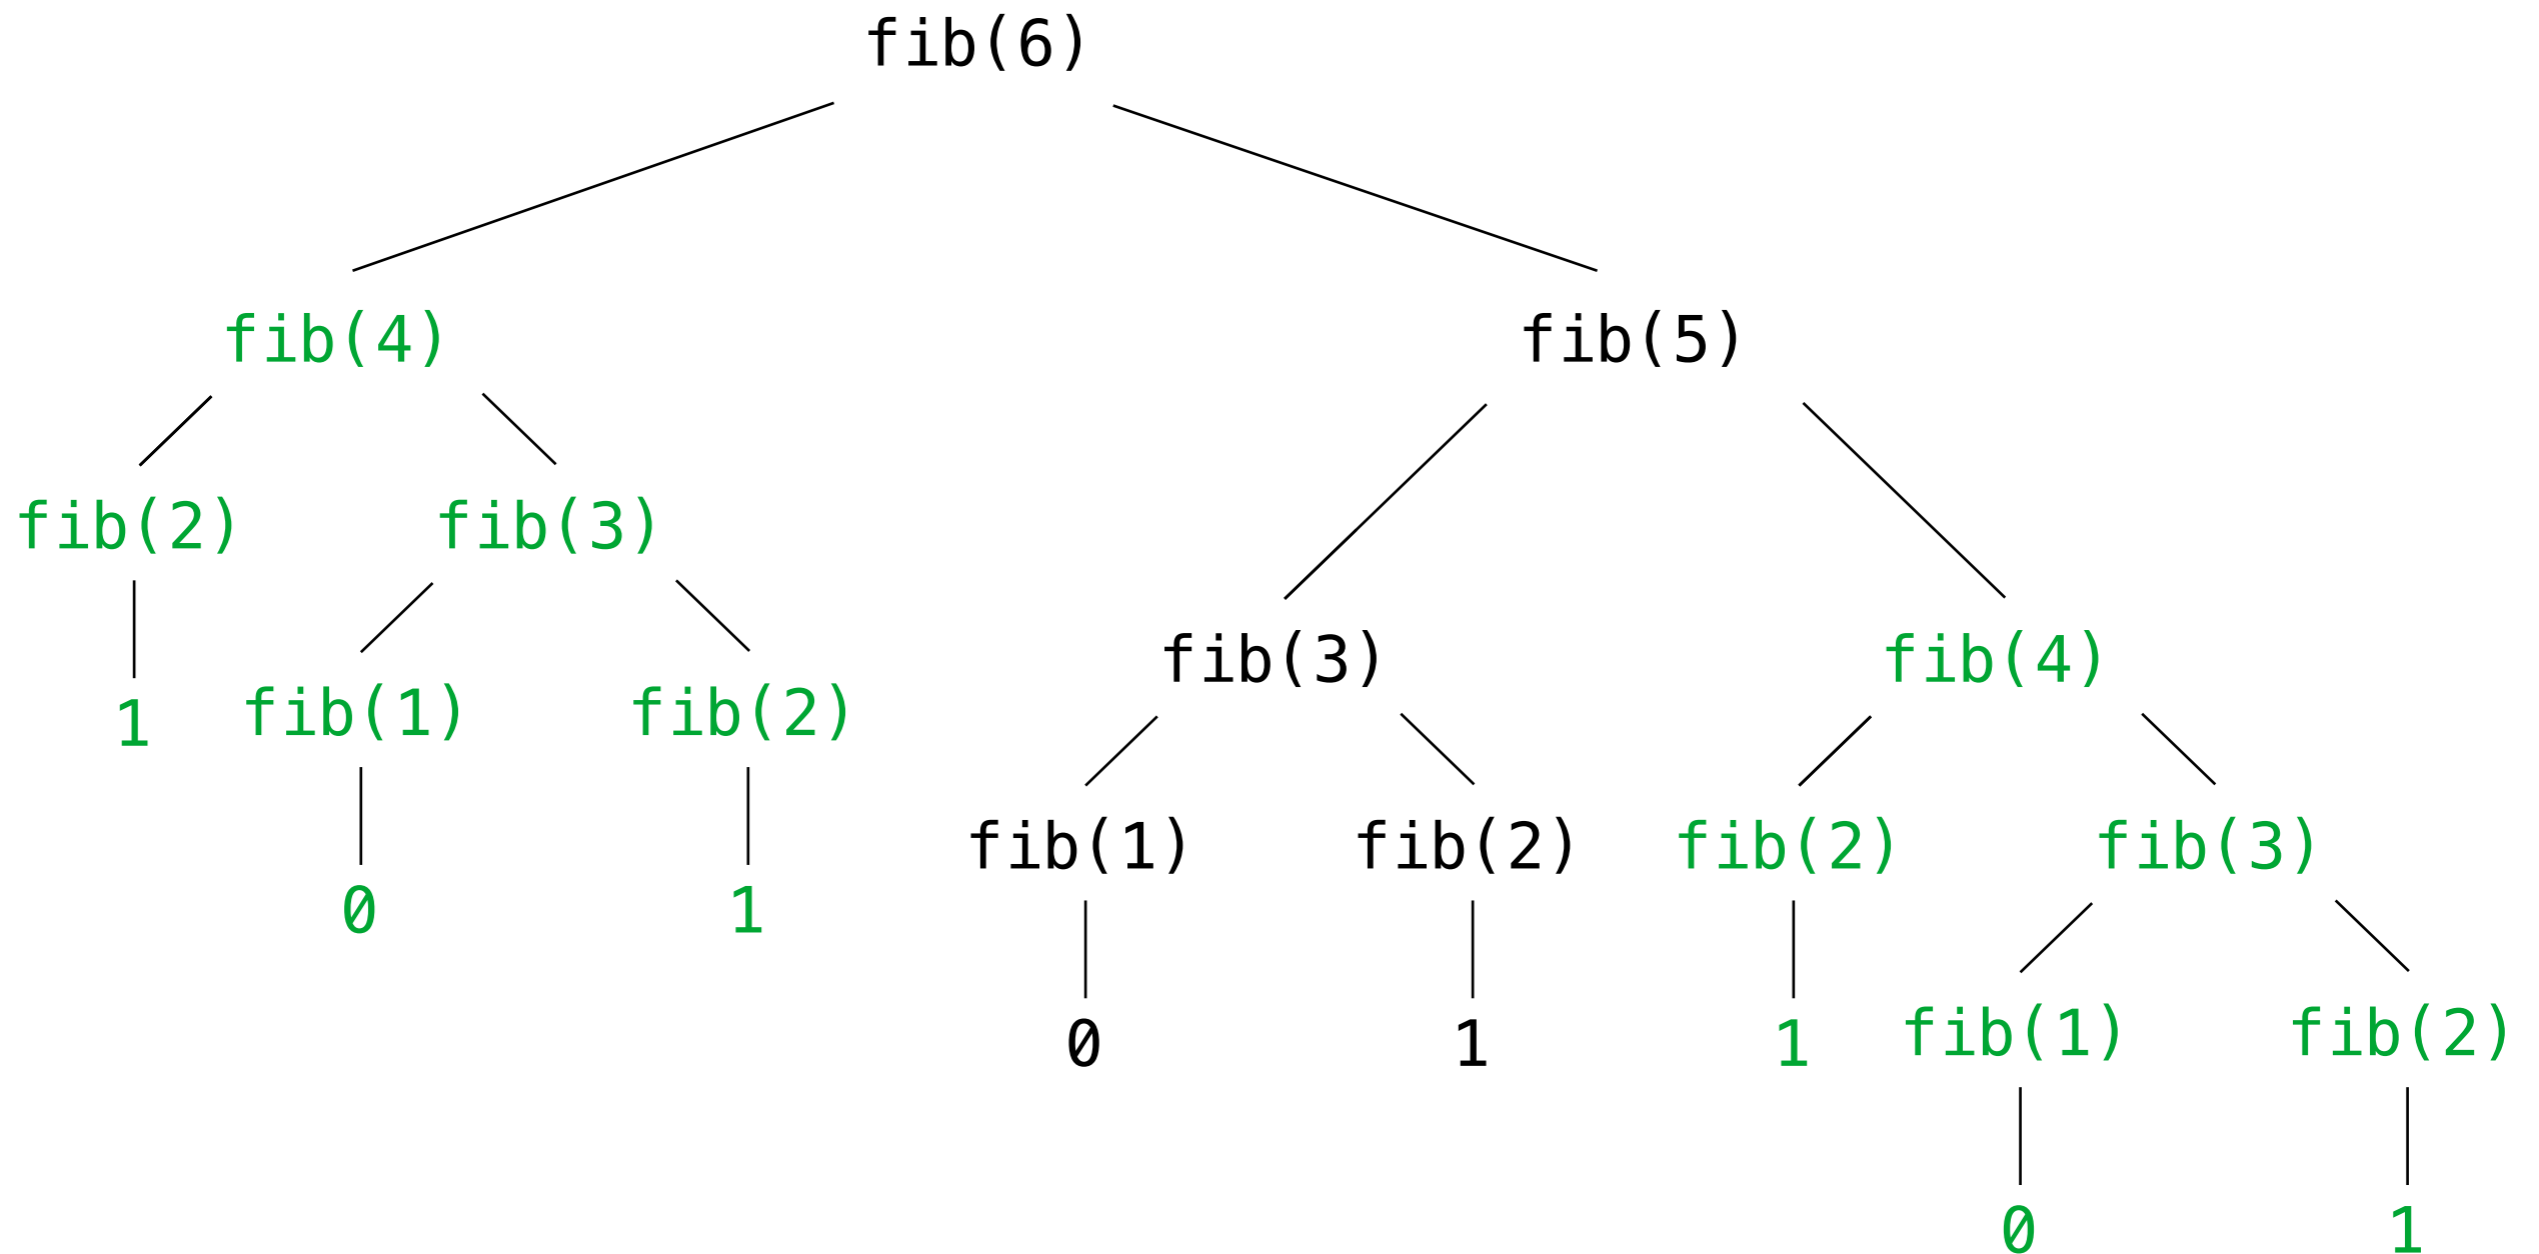 fib(6)
fib(4) fib(5)
fib(2) fib(3)
fib(3) fib(4)
1 fib(1) fib(2)
fib(1) fib(2) fib(2) fib(3)
0 1
0 1 1 fib(1) fib(2)
0 1